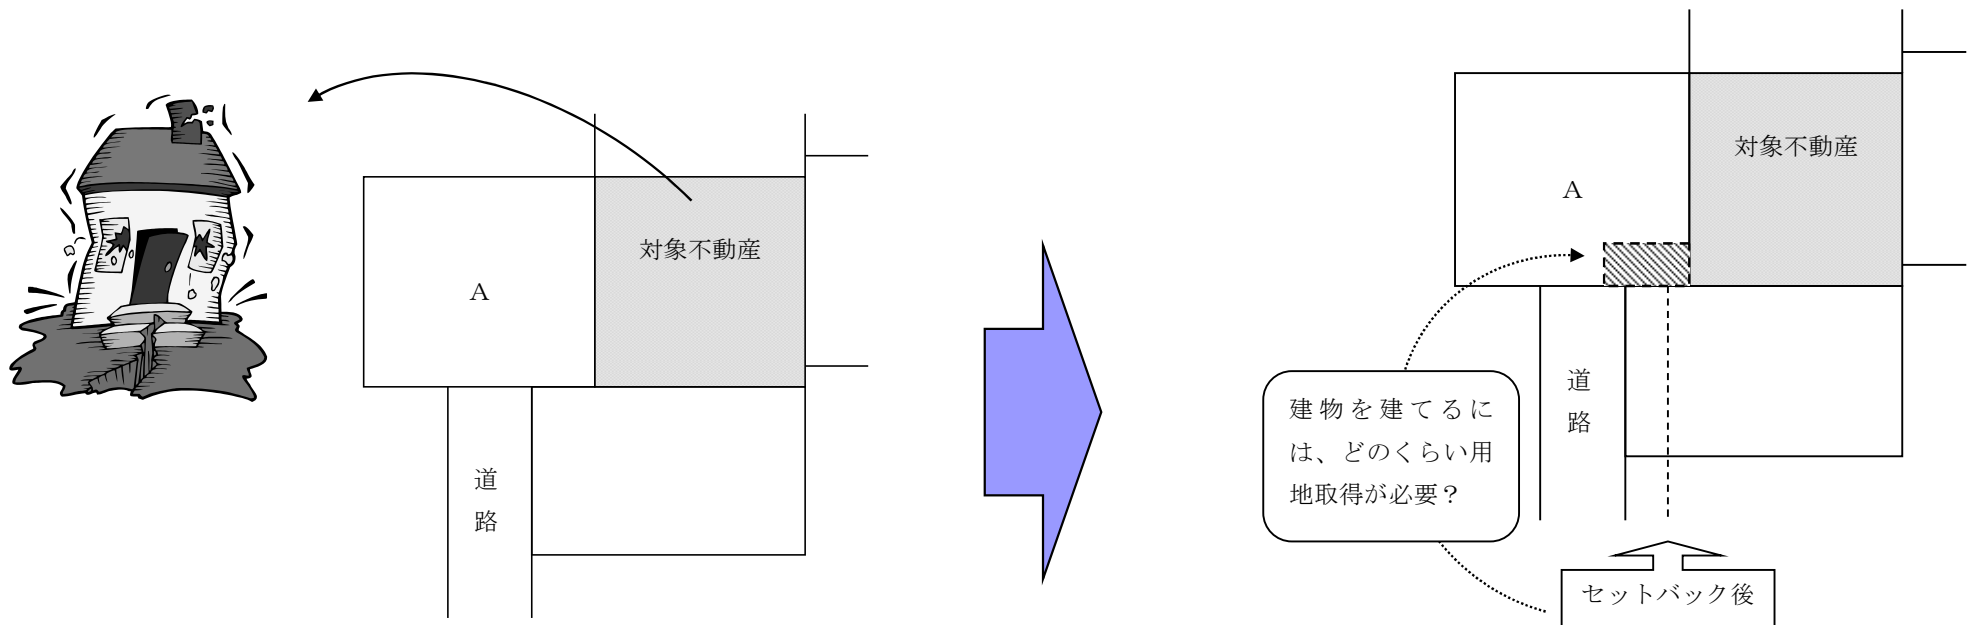 対象不動産
A
道
路
対象不動産
A
建物を建てるに
は、どのくらい用
地取得が必要？
道
路
セットバック後